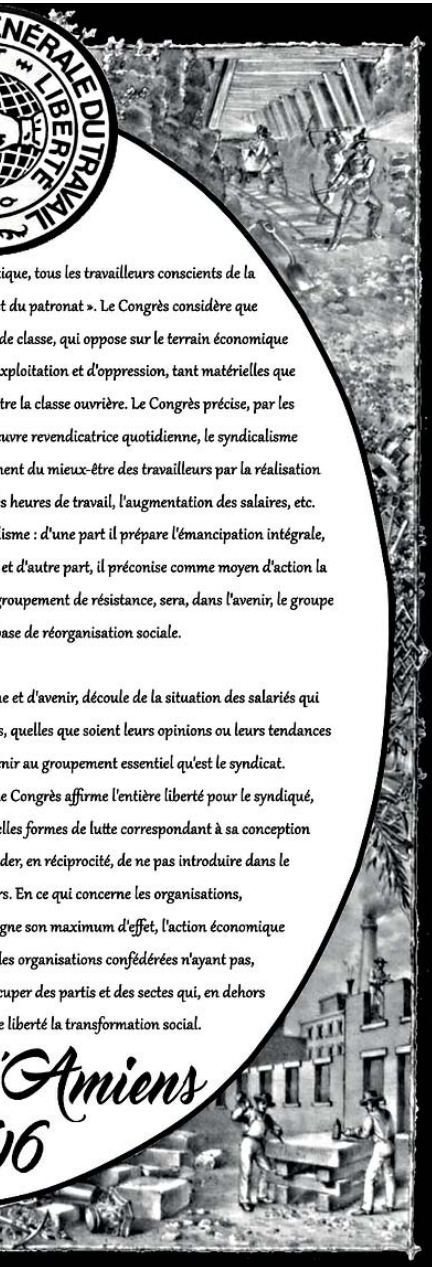 ÉNÉRALE DU TRAVAIL
LIBERTÉ
ique, tous les travailleurs conscients de la
t du patronat ». Le Congrès considère que
de classe, qui oppose sur le terrain économique
xploitation et d'oppression, tant matérielles que
tre la classe ouvrière. Le Congrès précise, par les
uvre revendicatrice quotidienne, le syndicalisme
ment du mieux-être des travailleurs par la réalisation
s heures de travail, l'augmentation des salaires, etc.
lisme : d'une part il prépare l'émancipation intégrale,
et d'autre part, il préconise comme moyen d'action la
groupement de résistance, sera, dans l'avenir, le groupe
base de réorganisation sociale.
ne et d'avenir, découle de la situation des salariés qui
s, quelles que soient leurs opinions ou leurs tendances
nir au groupement essentiel qu'est le syndicat.
e Congrès affirme l'entière liberté pour le syndiqué,
elles formes de lutte correspondant à sa conception
der, en réciprocité, de ne pas introduire dans le
rs. En ce qui concerne les organisations,
gne son maximum d'effet, l'action économique
les organisations confédérées n'ayant pas,
cuper des partis et des sectes qui, en dehors
e liberté la transformation social.
'Amiens
06